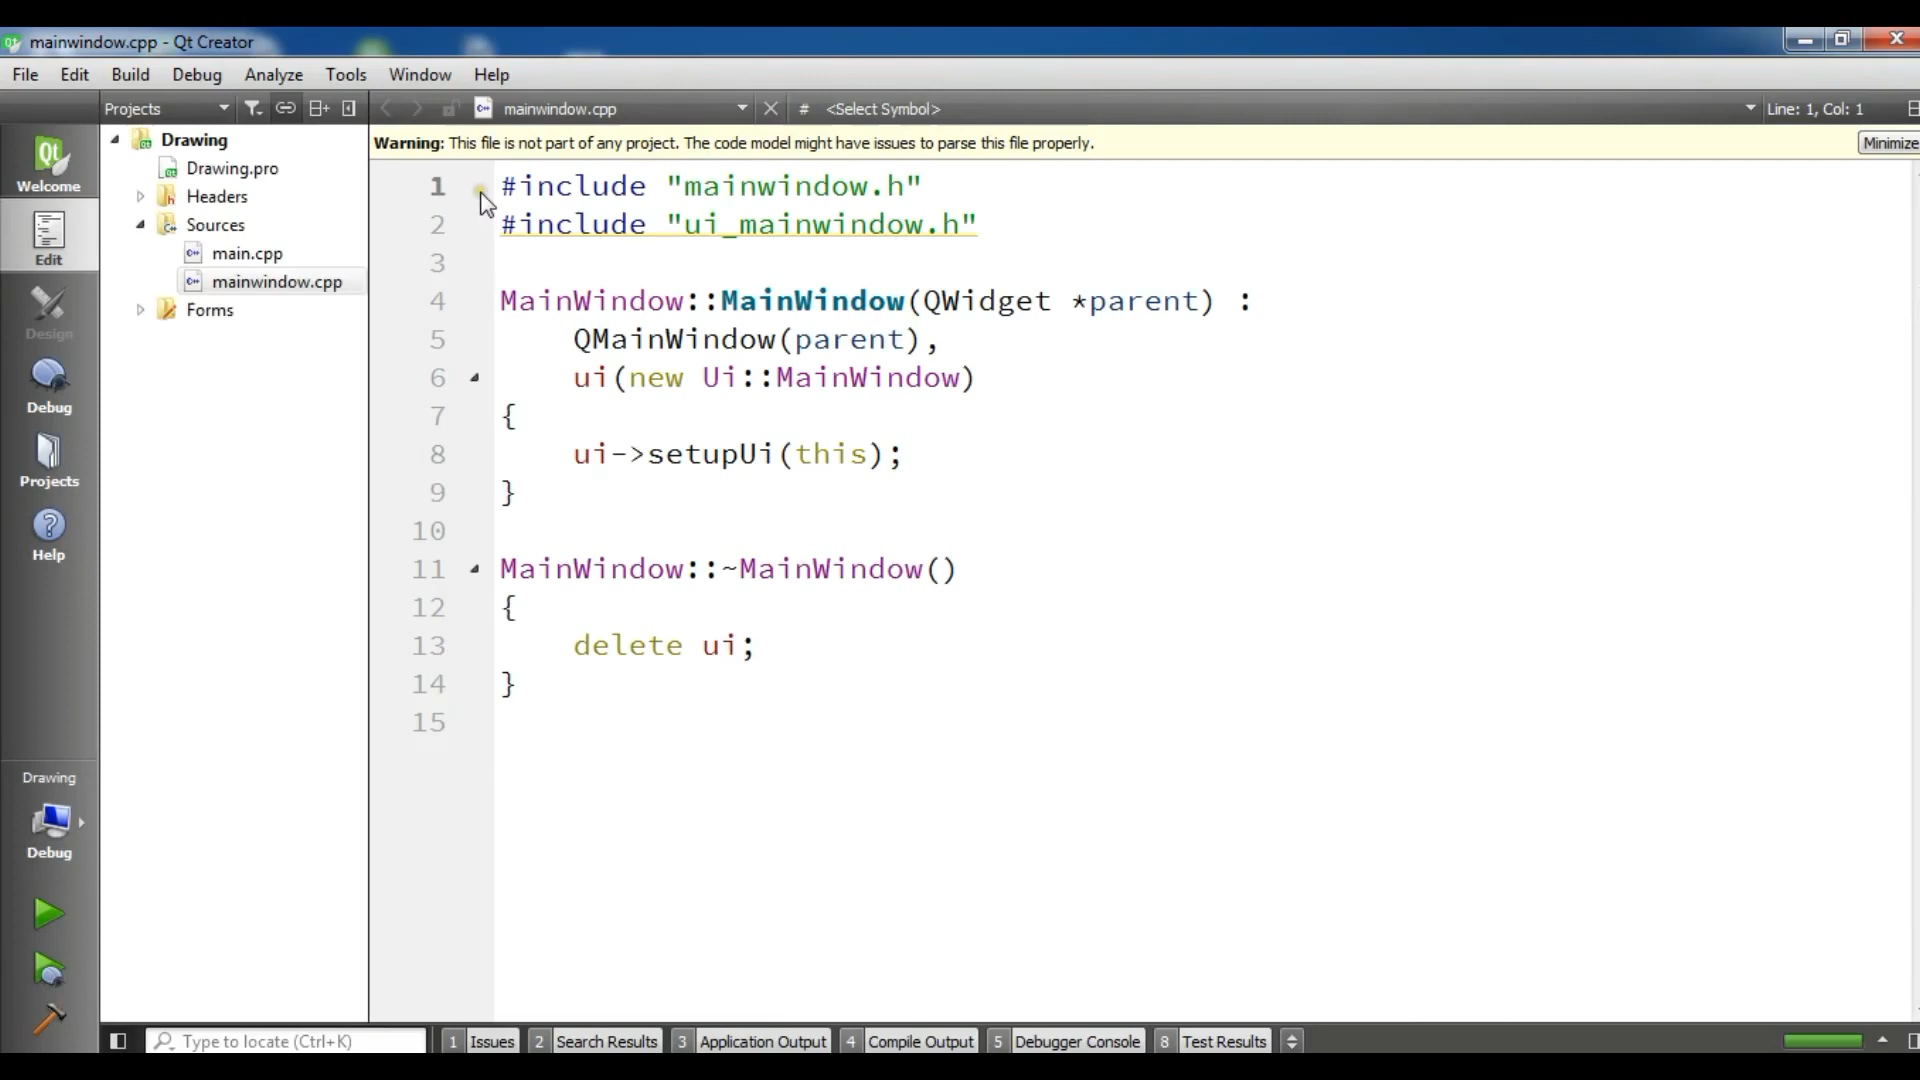 mainwindow.cpp - Qt Creator
File Edit Build Debug Analyze Tools Window Help
Projects mainwindow.cpp # <Select Symbol> Line: 1, Col: 1
Warning: This file is not part of any project. The code model might have issues to parse this file properly. Minimize
Welcome
Edit
Design
Debug
Projects
Help
Drawing
Debug
Drawing
Drawing.pro
Headers
Sources
main.cpp
mainwindow.cpp
Forms
1 #include "mainwindow.h"
2 #include "ui_mainwindow.h"
3
4 MainWindow::MainWindow(QWidget *parent) :
5     QMainWindow(parent),
6     ui(new Ui::MainWindow)
7 {
8     ui->setupUi(this);
9 }
10
11 MainWindow::~MainWindow()
12 {
13     delete ui;
14 }
15
Type to locate (Ctrl+K) 1 Issues 2 Search Results 3 Application Output 4 Compile Output 5 Debugger Console 8 Test Results